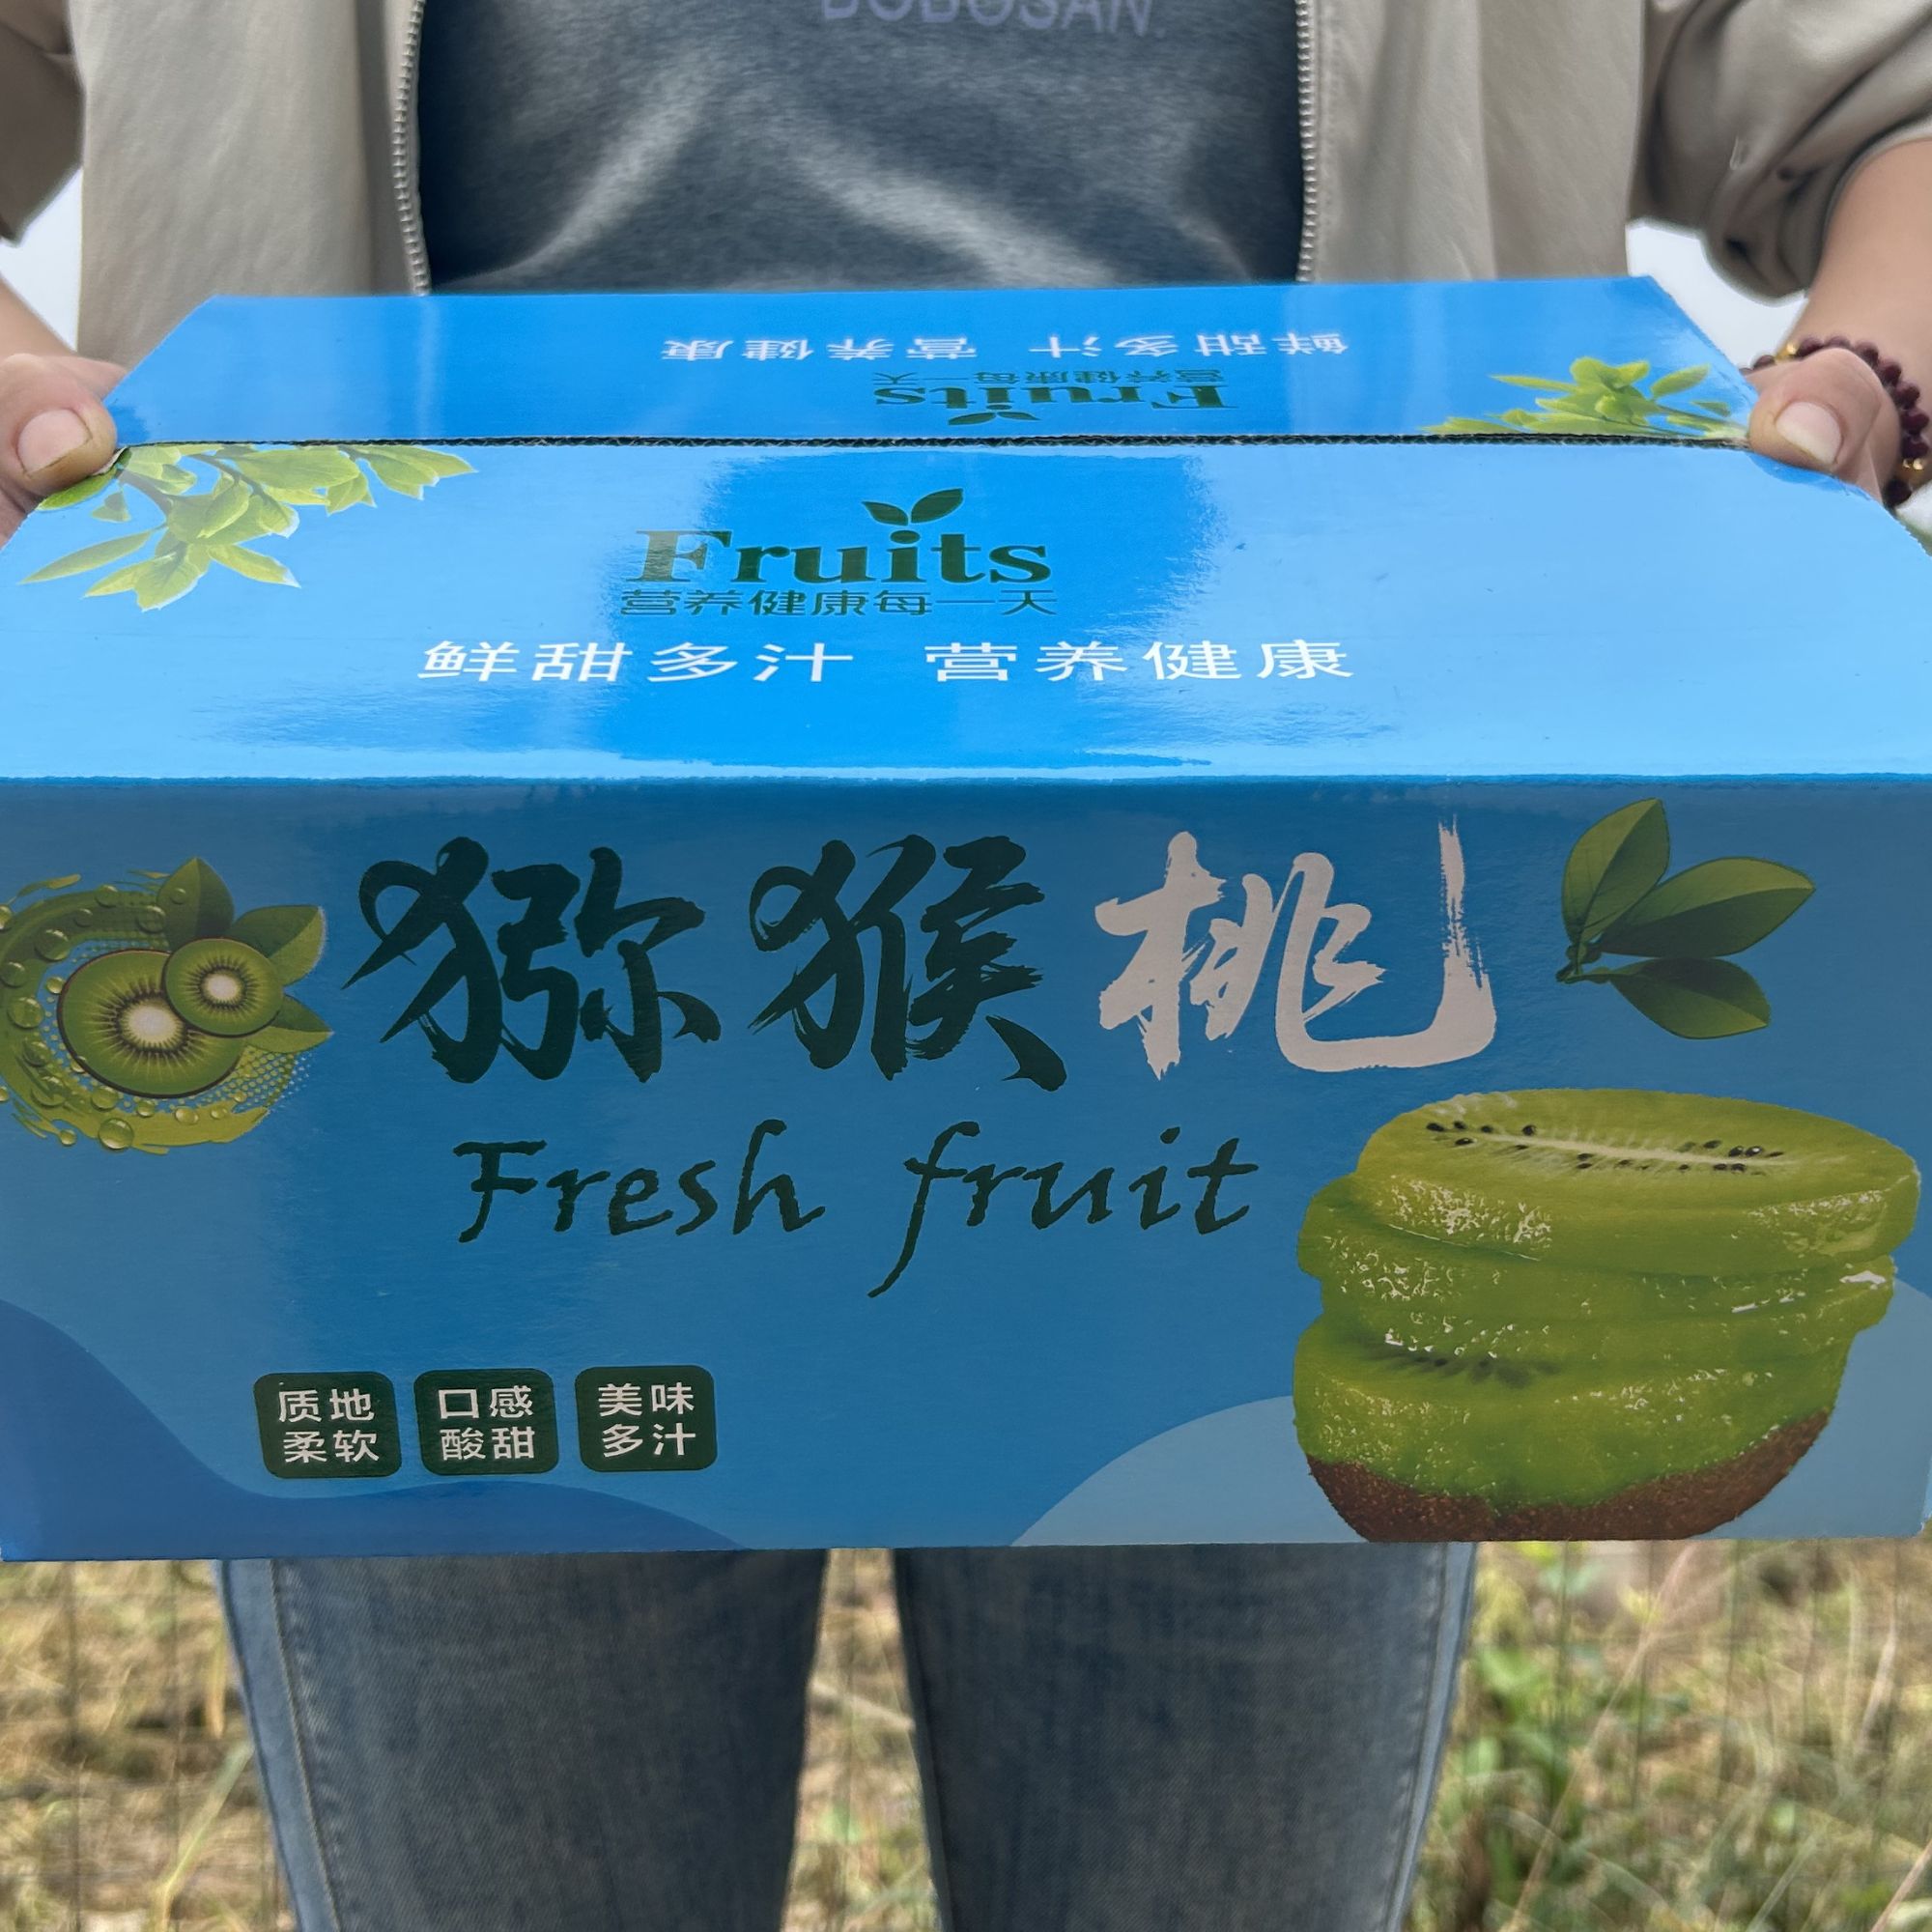 BOBOSAN.
鲜甜多汁 营养健康
营养健康每一天
Fruits
Fruits
营养健康每一天
鲜甜多汁 营养健康
猕猴桃
Fresh fruit
质地
柔软
口感
酸甜
美味
多汁